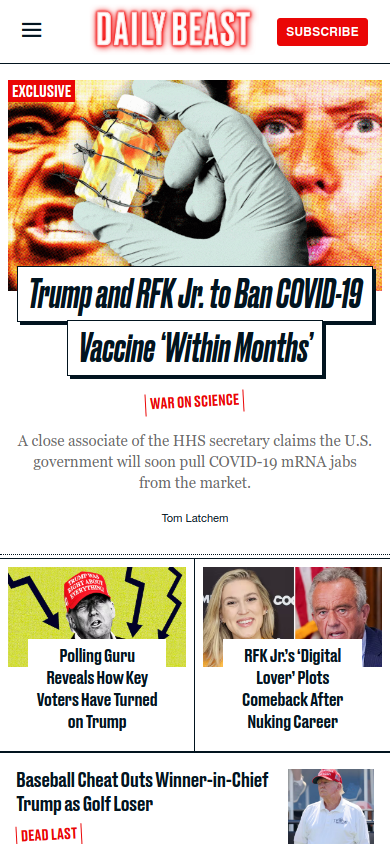 DAILY BEAST
SUBSCRIBE
EXCLUSIVE
Trump and RFK Jr. to Ban COVID-19
Vaccine ‘Within Months’
WAR ON SCIENCE
A close associate of the HHS secretary claims the U.S.
government will soon pull COVID-19 mRNA jabs
from the market.
Tom Latchem
TRUMP WAS
RIGHT ABOUT
EVERYTHING!
Polling Guru
Reveals How Key
Voters Have Turned
on Trump
RFK Jr.’s ‘Digital
Lover’ Plots
Comeback After
Nuking Career
Baseball Cheat Outs Winner-in-Chief
Trump as Golf Loser
DEAD LAST